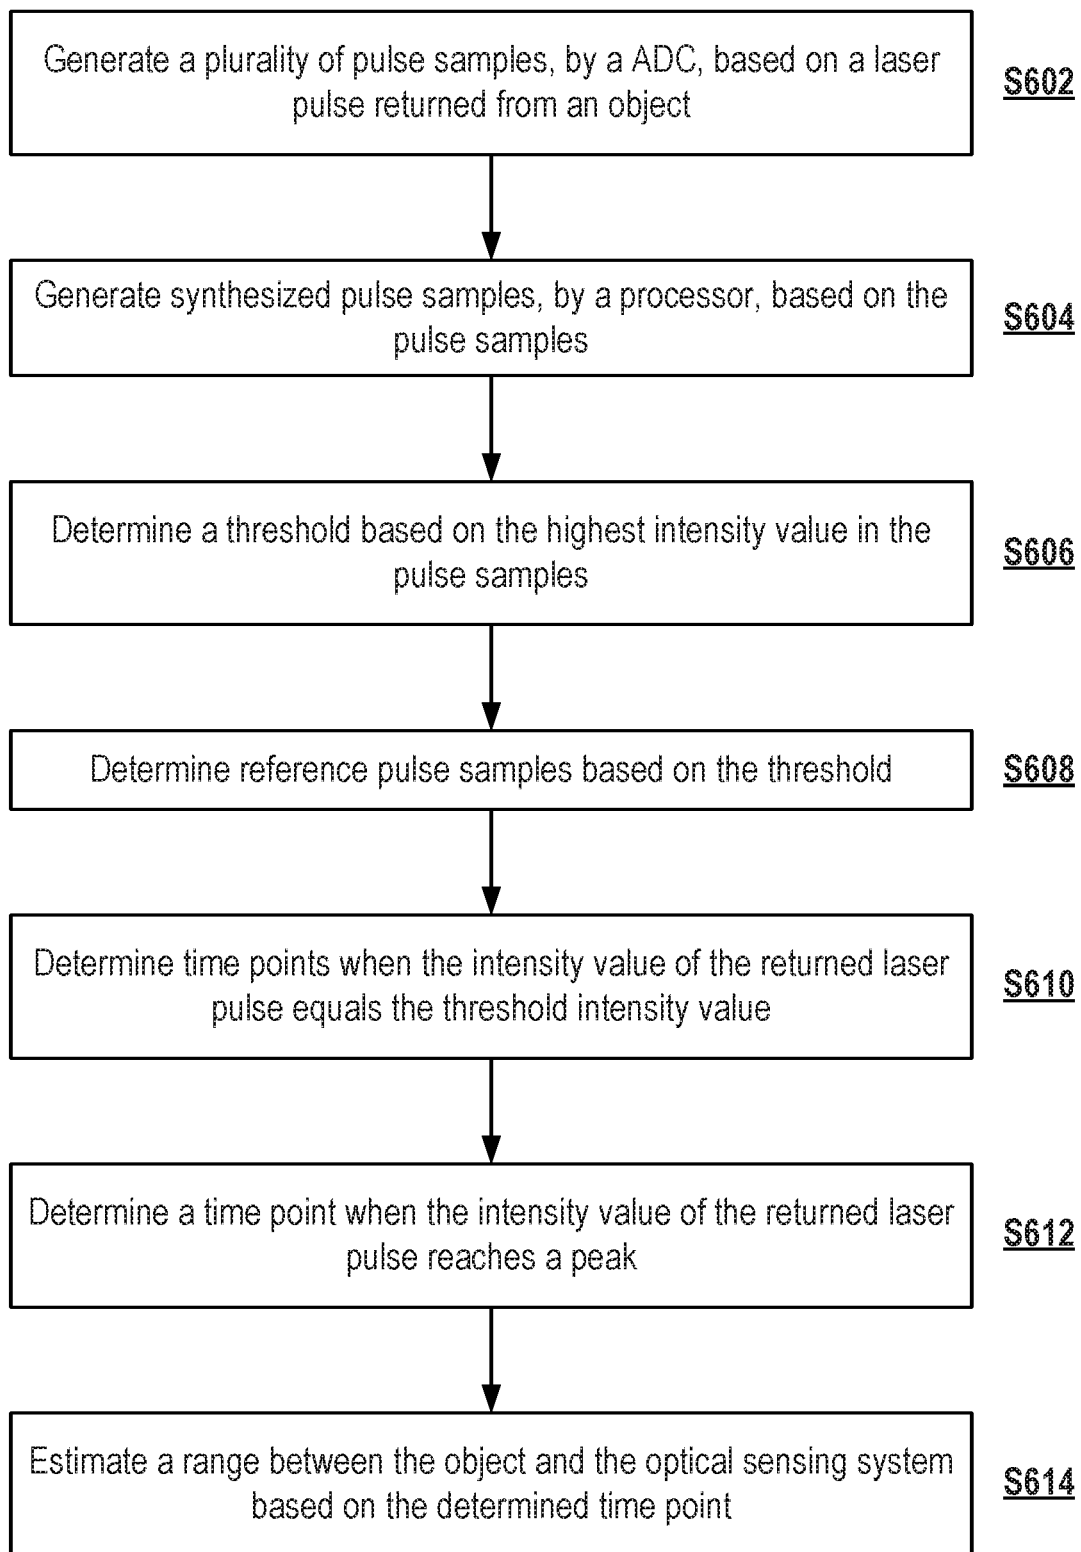 Generate a plurality of pulse samples, by a ADC, based on a laser
pulse returned from an object
S602
Generate synthesized pulse samples, by a processor, based on the
pulse samples
S604
Determine a threshold based on the highest intensity value in the
pulse samples
S606
Determine reference pulse samples based on the threshold
S608
Determine time points when the intensity value of the returned laser
pulse equals the threshold intensity value
S610
Determine a time point when the intensity value of the returned laser
pulse reaches a peak
S612
Estimate a range between the object and the optical sensing system
based on the determined time point
S614